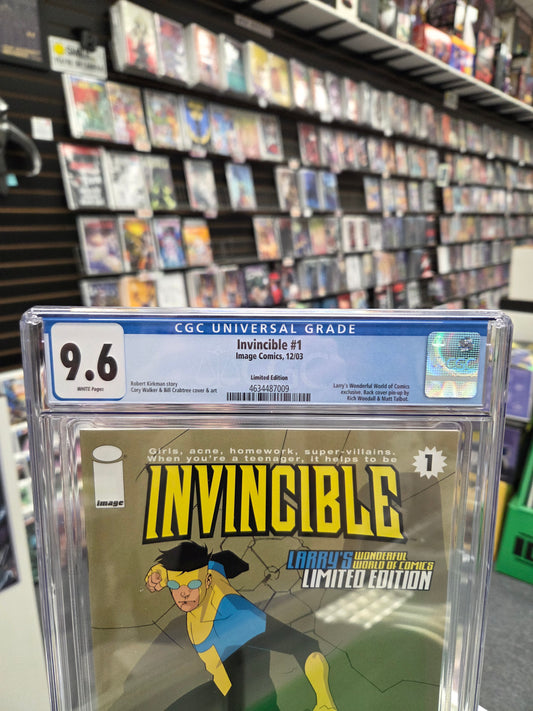 CGC UNIVERSAL GRADE
9.6
WHITE Pages
Invincible #1
Image Comics, 12/03
Limited Edition
Robert Kirkman story
Cory Walker & Bill Crabtree cover & art
4634487009
Larry's Wonderful World of Comics
exclusive. Back cover pin-up by
Rich Woodall & Matt Talbot.
Girls, acne, homework, super-villains.
When you're a teenager, it helps to be
INVINCIBLE
1
image
LARRY'S WONDERFUL
WORLD OF COMICS
LIMITED EDITION